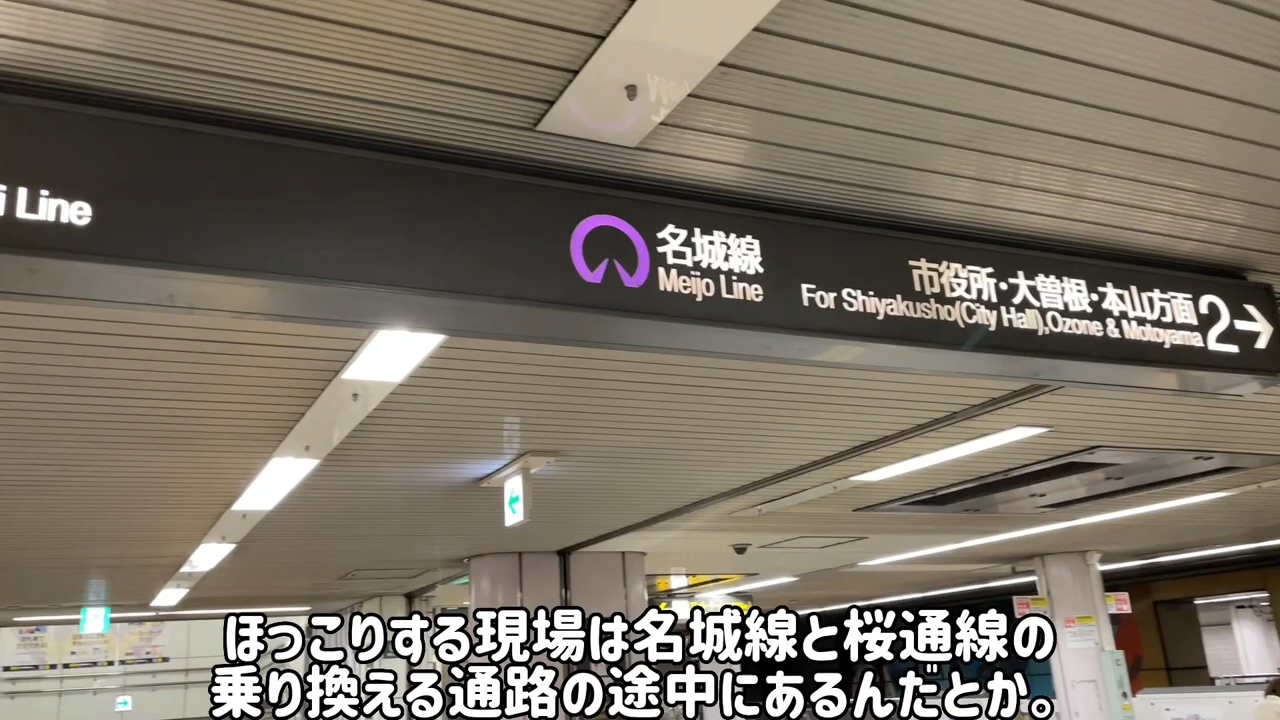 i Line
名城線
Meijo Line
市役所・大曽根・本山方面
For Shiyakusho(City Hall),Ozone & Motoyama
2→
ほっこりする現場は名城線と桜通線の
乗り換える通路の途中にあるんだとか。